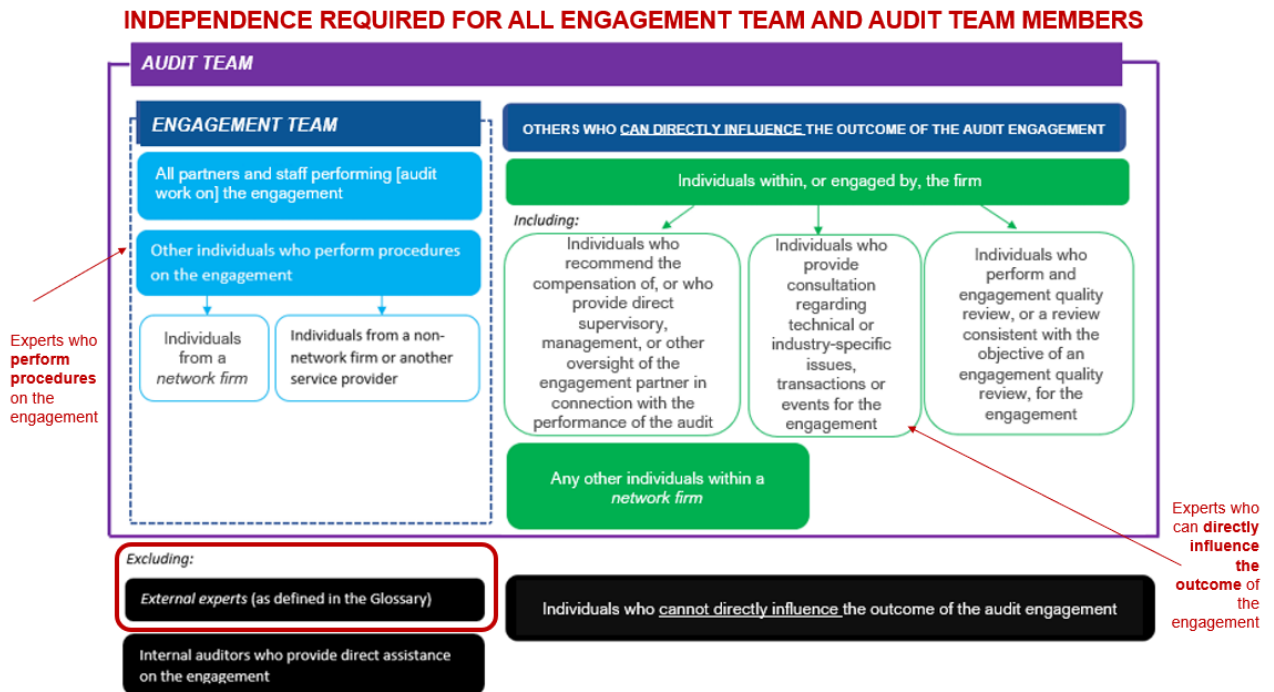 INDEPENDENCE REQUIRED FOR ALL ENGAGEMENT TEAM AND AUDIT TEAM MEMBERS
AUDIT TEAM
ENGAGEMENT TEAM
All partners and staff performing [audit
work on] the engagement
Other individuals who perform procedures
on the engagement
Individuals
from a
network firm
Individuals from a non-
network firm or another
service provider
Experts who
perform
procedures
on the
engagement
OTHERS WHO CAN DIRECTLY INFLUENCE THE OUTCOME OF THE AUDIT ENGAGEMENT
Individuals within, or engaged by, the firm
Including:
Individuals who
recommend the
compensation of, or who
provide direct
supervisory,
management, or other
oversight of the
engagement partner in
connection with the
performance of the audit
Individuals who
provide
consultation
regarding
technical or
industry-specific
issues,
transactions or
events for the
engagement
Individuals who
perform and
engagement quality
review, or a review
consistent with the
objective of an
engagement quality
review, for the
engagement
Any other individuals within a
network firm
Experts who
can directly
influence
the
outcome of
the
engagement
Excluding:
External experts (as defined in the Glossary)
Internal auditors who provide direct assistance
on the engagement
Individuals who cannot directly influence the outcome of the audit engagement